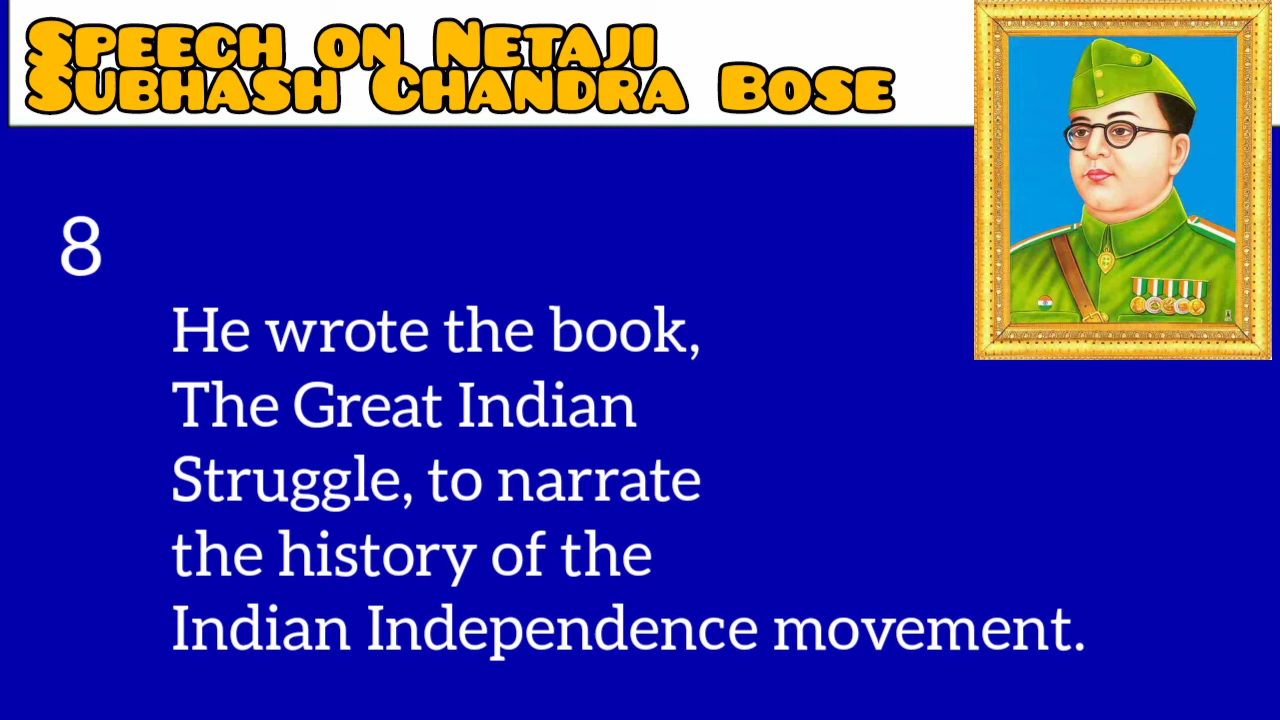 Speech on Netaji
Subhash Chandra Bose
8
He wrote the book,
The Great Indian
Struggle, to narrate
the history of the
Indian Independence movement.